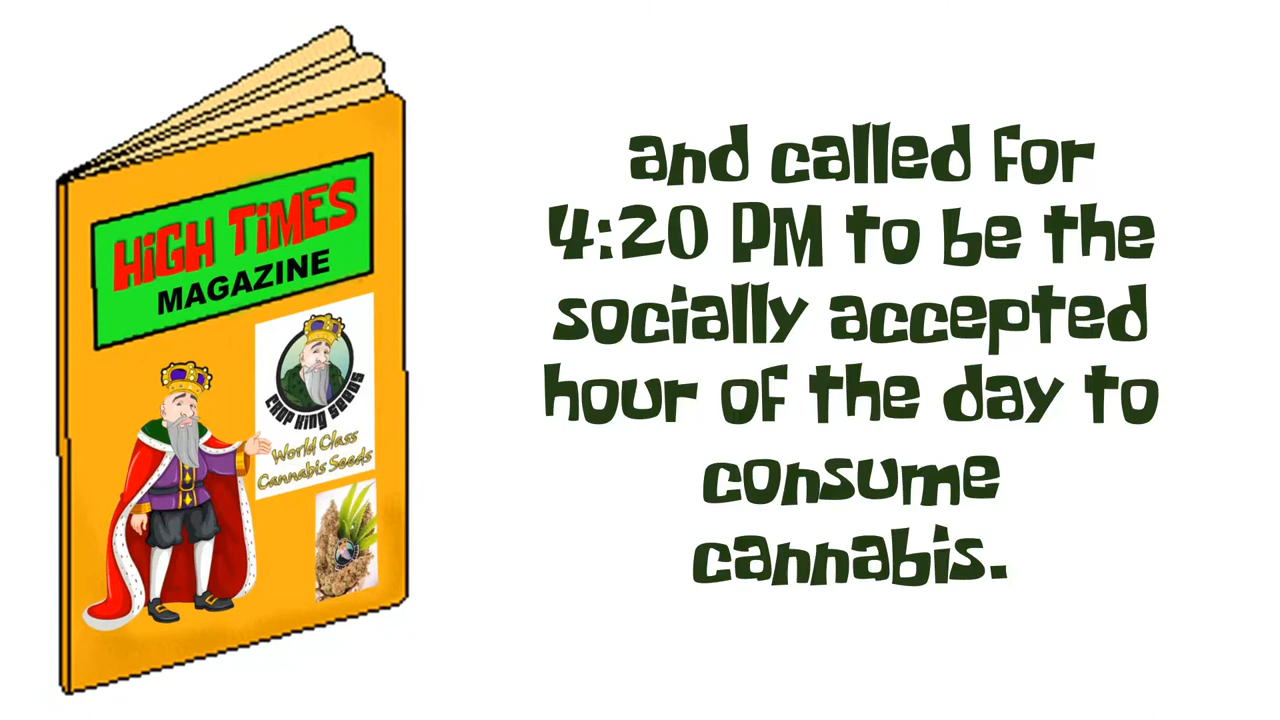 HiGH TiMES
MAGAZINE
CROP KING SEEDS
World Class
Cannabis Seeds
and called for
4:20 PM to be the
socially accepted
hour of the day to
consume
cannabis.